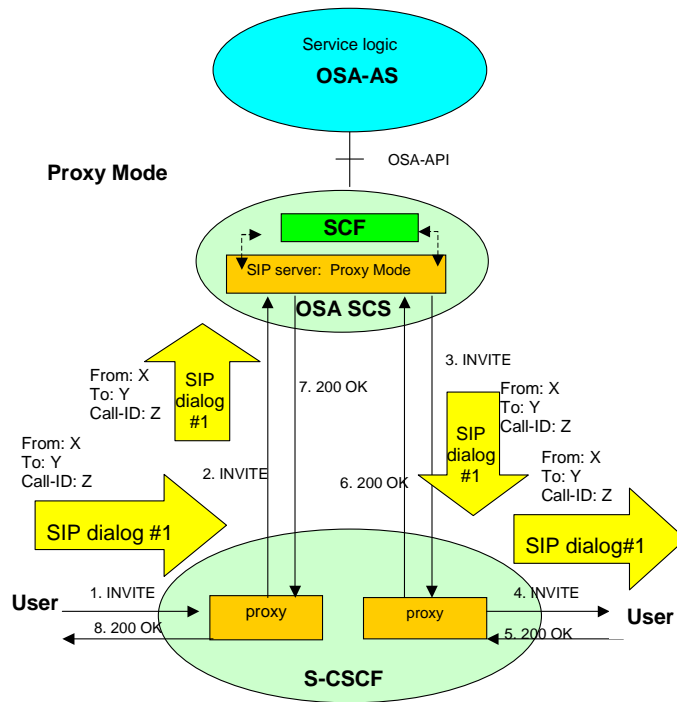 Service logic
OSA-AS
OSA-API
Proxy Mode
SCF
SIP server: Proxy Mode
OSA SCS
3. INVITE
From: X
To: Y
Call-ID: Z
SIP
dialog
#1
7. 200 OK
From: X
To: Y
Call-ID: Z
SIP
dialog
#1
From: X
To: Y
Call-ID: Z
2. INVITE
6. 200 OK
From: X
To: Y
Call-ID: Z
SIP dialog #1
SIP dialog#1
User
1. INVITE
proxy
proxy
4. INVITE
User
8. 200 OK
5. 200 OK
S-CSCF